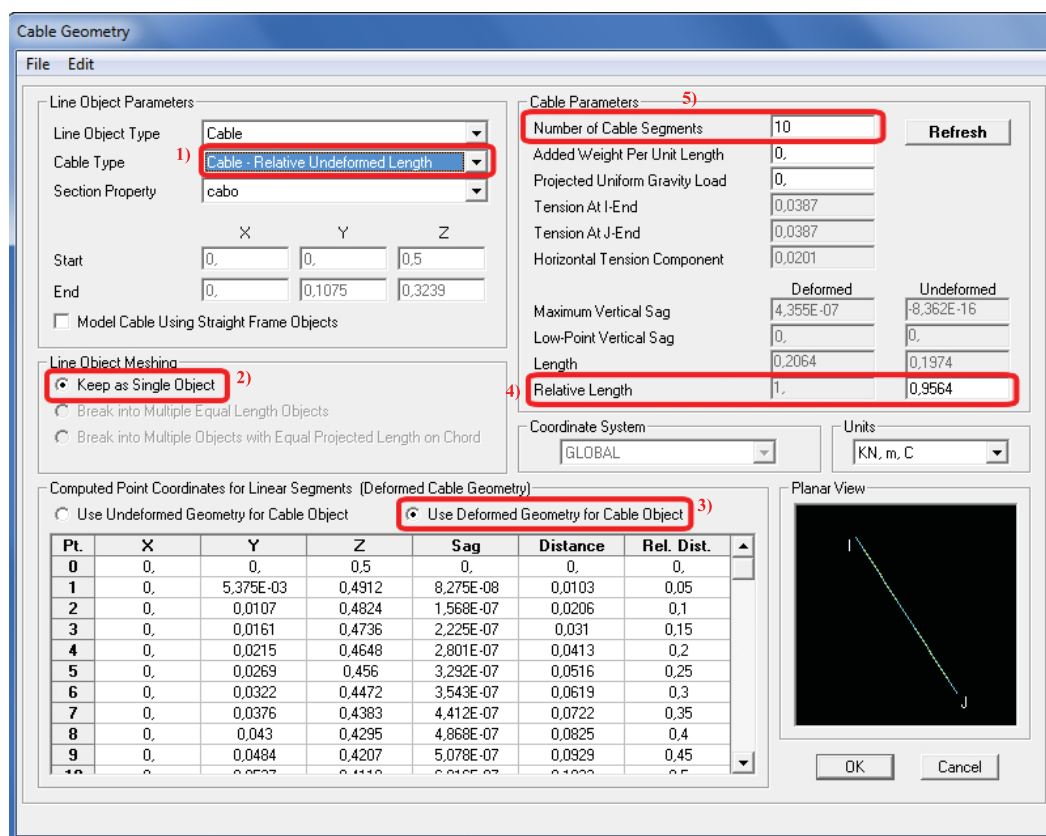 Cable Geometry
File Edit
Line Object Parameters
Line Object Type Cable
1)
Cable Type Cable - Relative Undeformed Length
Section Property cabo
X Y Z
Start 0, 0, 0,5
End 0, 0,1075 0,3239
Model Cable Using Straight Frame Objects
Line Object Meshing
Keep as Single Object 2)
Break into Multiple Equal Length Objects
Break into Multiple Objects with Equal Projected Length on Chord
Cable Parameters 5)
Number of Cable Segments 10 Refresh
Added Weight Per Unit Length 0,
Projected Uniform Gravity Load 0,
Tension At I-End 0,0387
Tension At J-End 0,0387
Horizontal Tension Component 0,0201
Deformed Undeformed
Maximum Vertical Sag 4,355E-07 -8,362E-16
Low-Point Vertical Sag 0, 0,
Length 0,2064 0,1974
4) Relative Length 1, 0,9564
Coordinate System
GLOBAL
Units
KN, m, C
Computed Point Coordinates for Linear Segments (Deformed Cable Geometry)
Use Undeformed Geometry for Cable Object Use Deformed Geometry for Cable Object 3)
Pt. X Y Z Sag Distance Rel. Dist.
0 0, 0, 0,5 0, 0, 0,
1 0, 5,375E-03 0,4912 8,275E-08 0,0103 0,05
2 0, 0,0107 0,4824 1,568E-07 0,0206 0,1
3 0, 0,0161 0,4736 2,225E-07 0,031 0,15
4 0, 0,0215 0,4648 2,801E-07 0,0413 0,2
5 0, 0,0269 0,456 3,292E-07 0,0516 0,25
6 0, 0,0322 0,4472 3,543E-07 0,0619 0,3
7 0, 0,0376 0,4383 4,412E-07 0,0722 0,35
8 0, 0,043 0,4295 4,868E-07 0,0825 0,4
9 0, 0,0484 0,4207 5,078E-07 0,0929 0,45
Planar View
I
J
OK Cancel